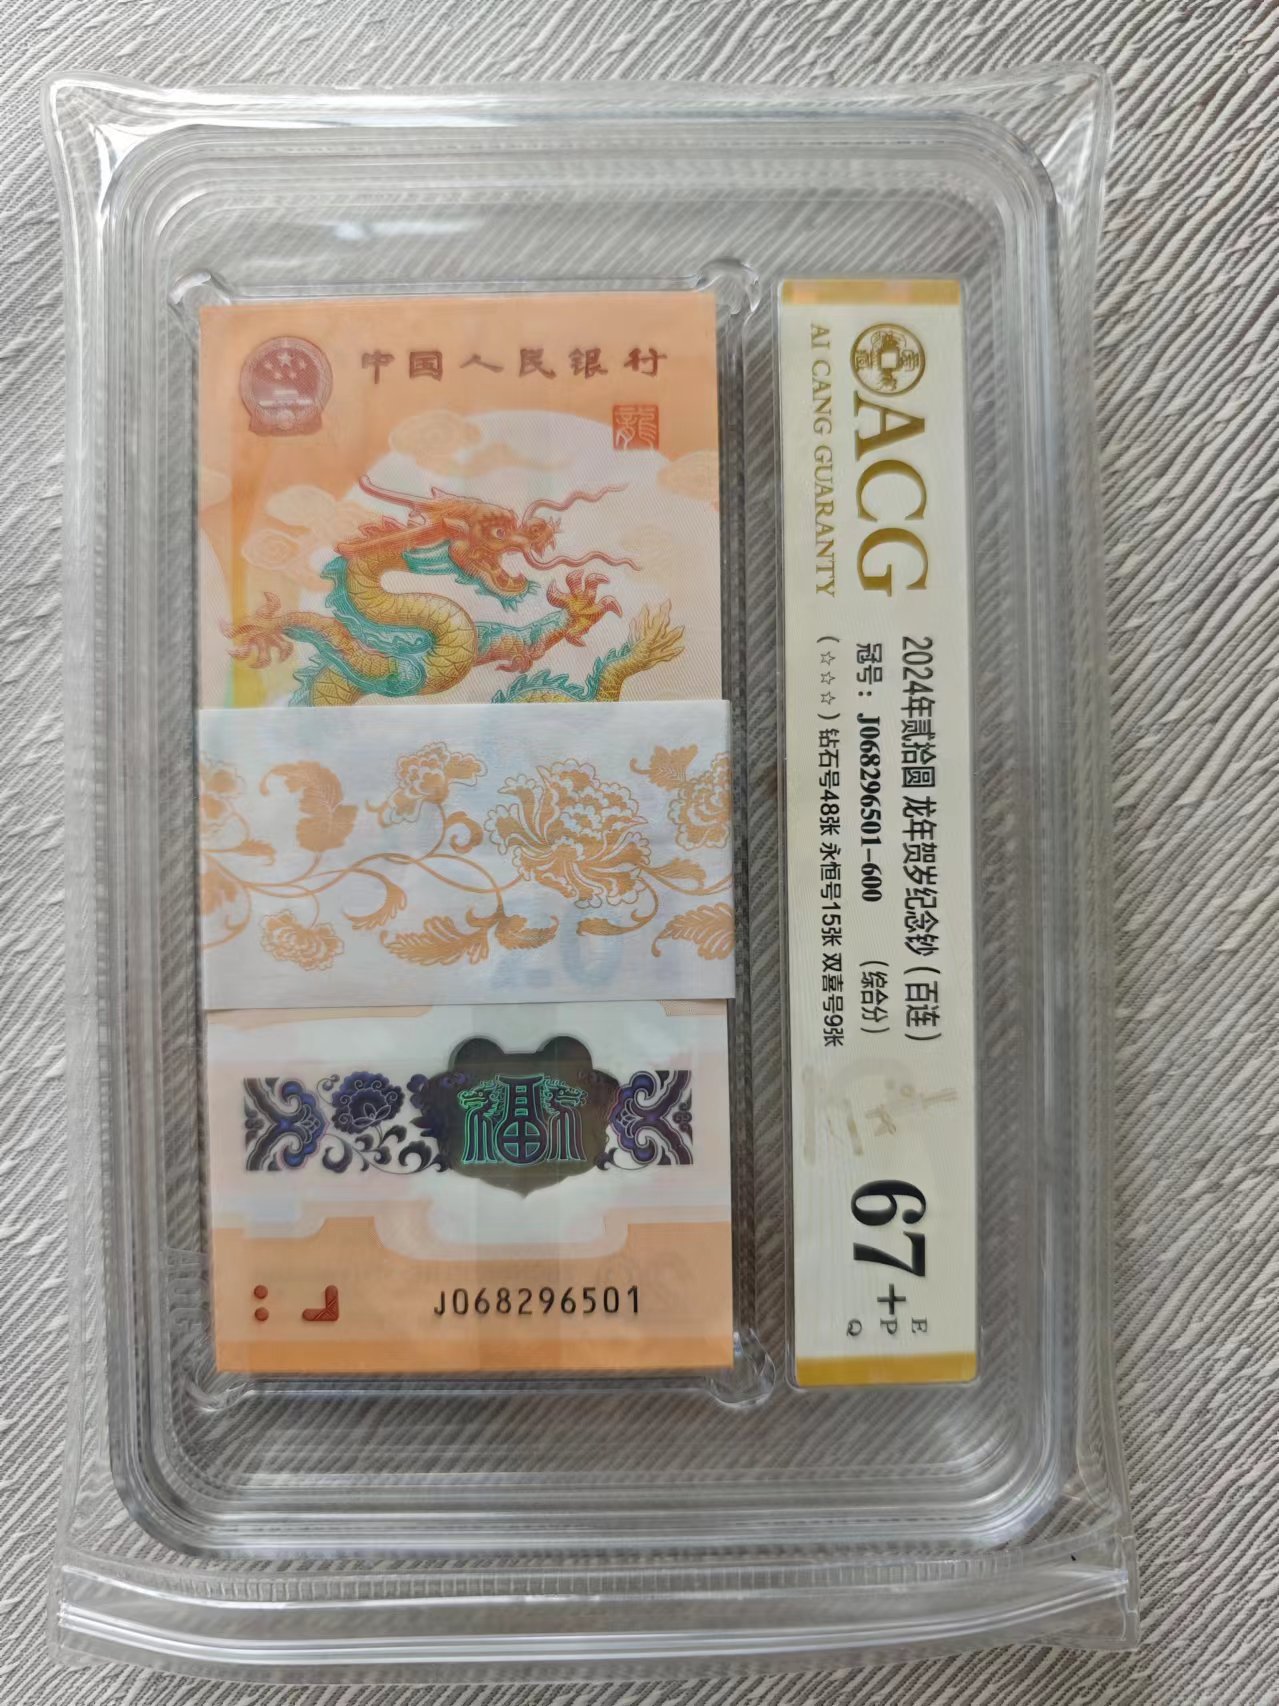 中国人民银行
龍
福
J068296501
ACG
AI CANG GUARANTY
2024年贰拾圆 龙年贺岁纪念钞（百连）
冠号：J068296501-600 （综合分）
（☆☆☆）钻石号48张 永恒号15张 双喜号9张
67+
E
P
Q